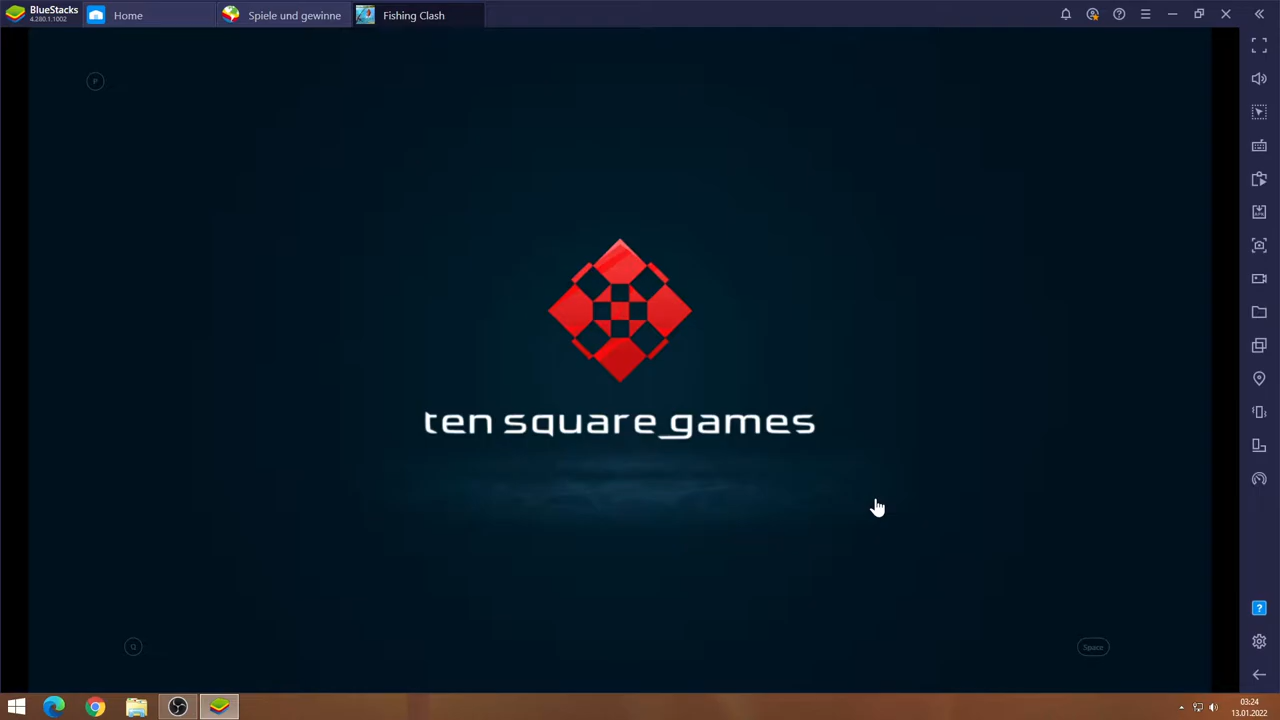 BlueStacks
4.280.1.1002
Home
Spiele und gewinne
Fishing Clash
P
ten square games
Q
Space
03:24
13.01.2022